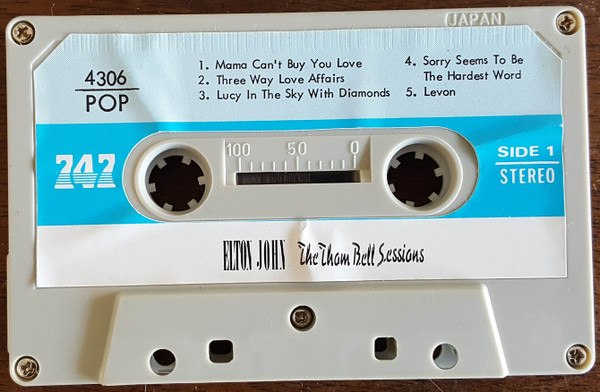 JAPAN
4306
POP
1. Mama Can't Buy You Love
2. Three Way Love Affairs
3. Lucy In The Sky With Diamonds
4. Sorry Seems To Be
The Hardest Word
5. Levon
747
100 50 0
SIDE 1
STEREO
ELTON JOHN The Thom Bell Sessions